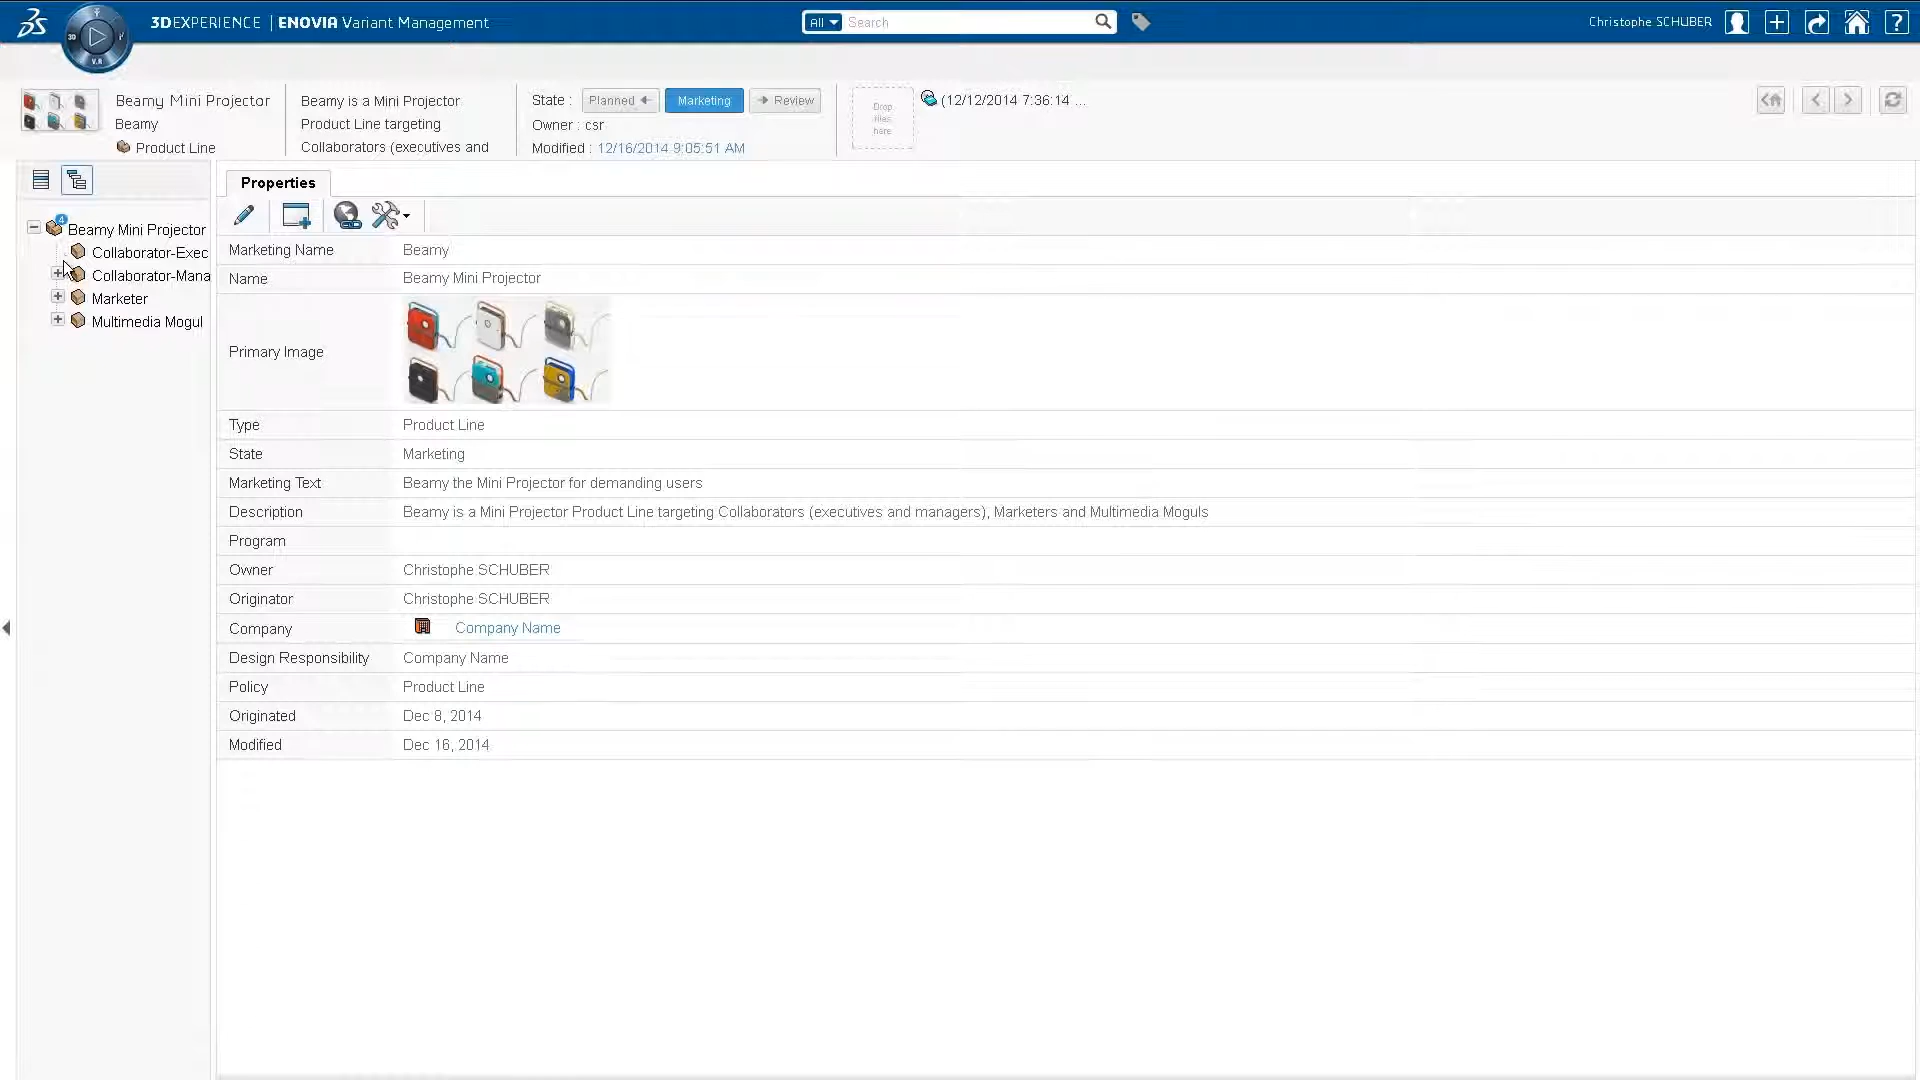 3DEXPERIENCE | ENOVIA Variant Management
All
Search
Christophe SCHUBER
3D
V.R
Beamy Mini Projector
Beamy
Product Line
Beamy is a Mini Projector
Product Line targeting
Collaborators (executives and
State :
Planned
Marketing
Review
Owner : csr
Modified : 12/16/2014 9:05:51 AM
Drop
files
here
(12/12/2014 7:36:14 ...
4
Beamy Mini Projector
Collaborator-Exec
Collaborator-Mana
Marketer
Multimedia Mogul
Properties
Marketing Name Beamy
Name Beamy Mini Projector
Primary Image
Type Product Line
State Marketing
Marketing Text Beamy the Mini Projector for demanding users
Description Beamy is a Mini Projector Product Line targeting Collaborators (executives and managers), Marketers and Multimedia Moguls
Program
Owner Christophe SCHUBER
Originator Christophe SCHUBER
Company Company Name
Design Responsibility Company Name
Policy Product Line
Originated Dec 8, 2014
Modified Dec 16, 2014